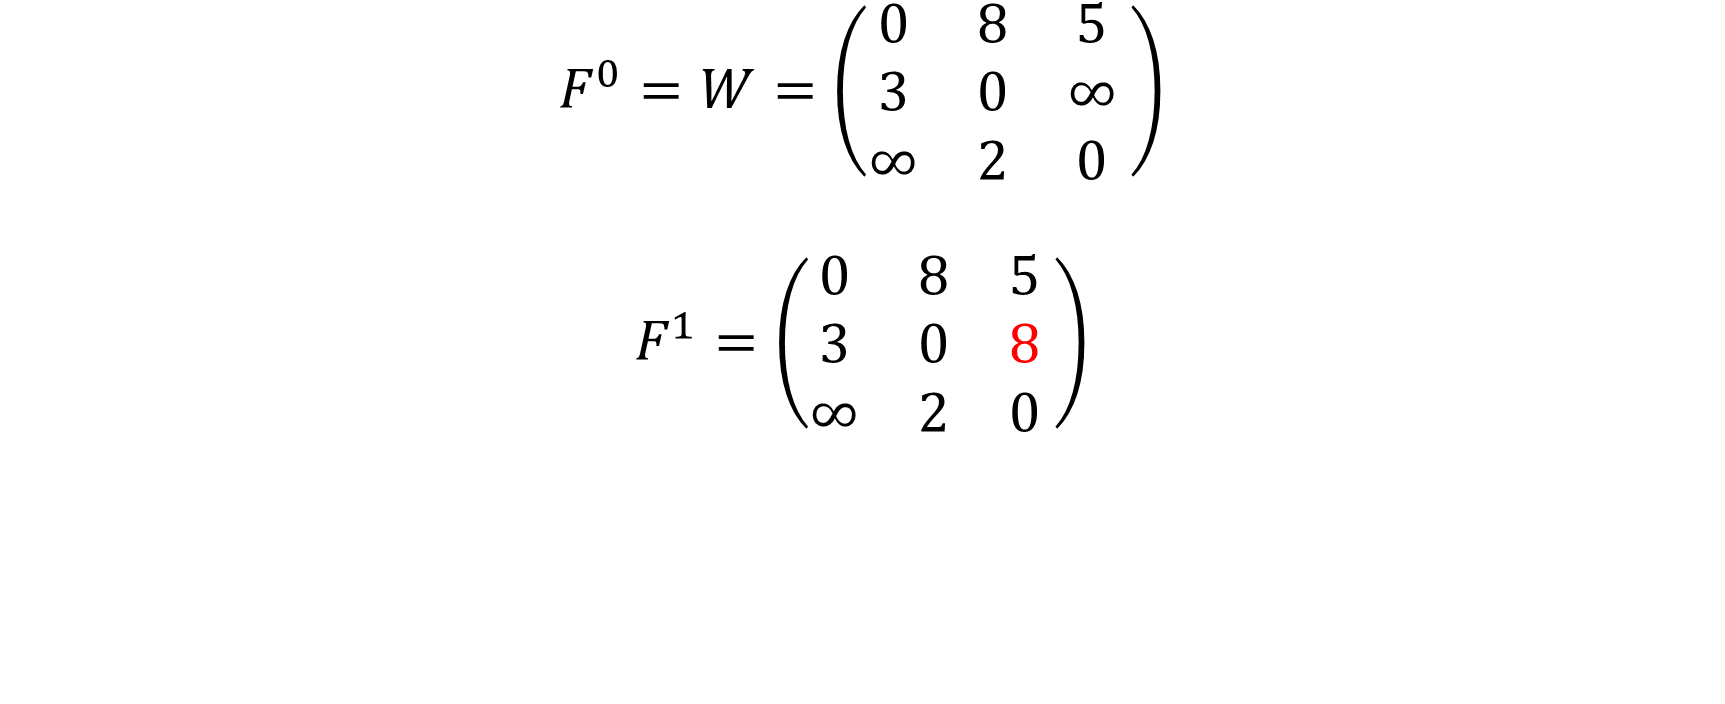 0 8 5
F⁰ = W = ( 3 0 ∞ )
∞ 2 0
0 8 5
F¹ = ( 3 0 8 )
∞ 2 0